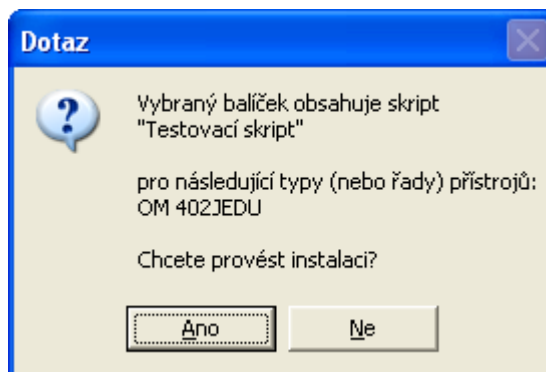 Dotaz
Vybraný balíček obsahuje skript
"Testovací skript"
pro následující typy (nebo řady) přístrojů:
OM 402JEDU
Chcete provést instalaci?
Ano
Ne